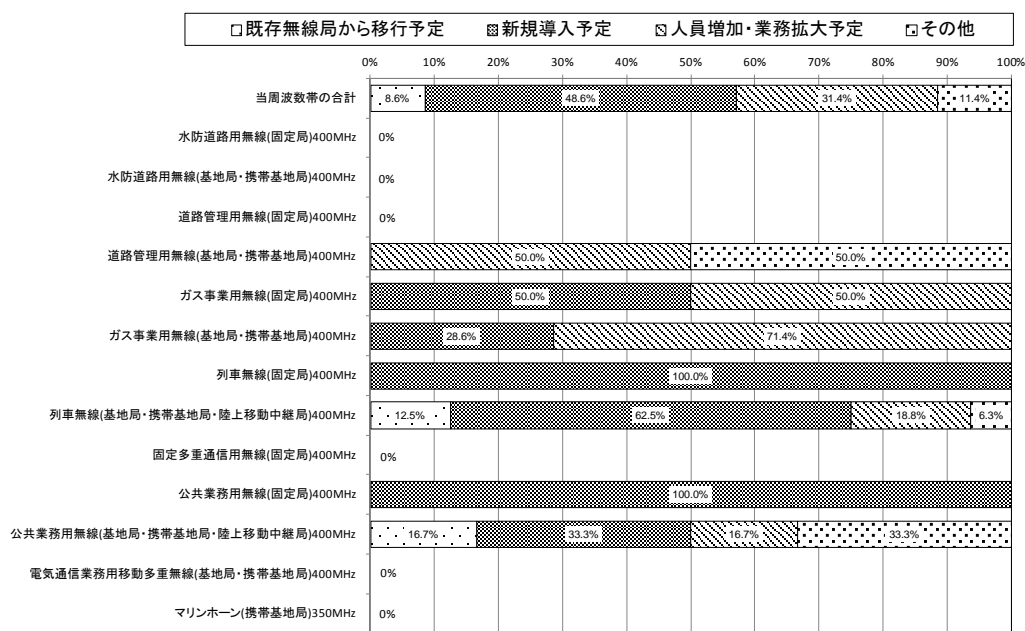 既存無線局から移行予定 新規導入予定 人員増加・業務拡大予定 その他
0% 10% 20% 30% 40% 50% 60% 70% 80% 90% 100%
当周波数帯の合計 8.6% 48.6% 31.4% 11.4%
水防道路用無線(固定局)400MHz 0%
水防道路用無線(基地局・携帯基地局)400MHz 0%
道路管理用無線(固定局)400MHz 0%
道路管理用無線(基地局・携帯基地局)400MHz 50.0% 50.0%
ガス事業用無線(固定局)400MHz 50.0% 50.0%
ガス事業用無線(基地局・携帯基地局)400MHz 28.6% 71.4%
列車無線(固定局)400MHz 100.0%
列車無線(基地局・携帯基地局・陸上移動中継局)400MHz 12.5% 62.5% 18.8% 6.3%
固定多重通信用無線(固定局)400MHz 0%
公共業務用無線(固定局)400MHz 100.0%
公共業務用無線(基地局・携帯基地局・陸上移動中継局)400MHz 16.7% 33.3% 16.7% 33.3%
電気通信業務用移動多重無線(基地局・携帯基地局)400MHz 0%
マリンホーン(携帯基地局)350MHz 0%